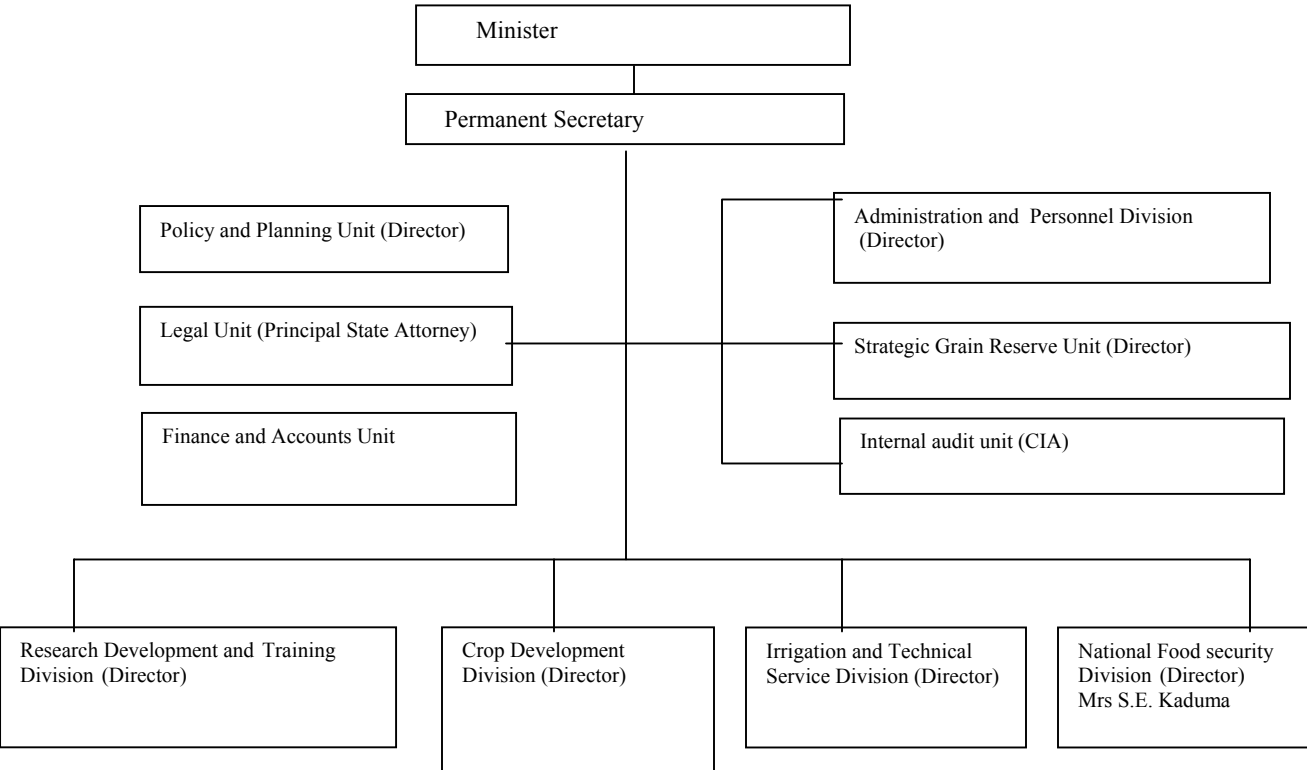 Minister
Permanent Secretary
Policy and Planning Unit (Director)
Administration and Personnel Division
(Director)
Legal Unit (Principal State Attorney)
Strategic Grain Reserve Unit (Director)
Finance and Accounts Unit
Internal audit unit (CIA)
Research Development and Training
Division (Director)
Crop Development
Division (Director)
Irrigation and Technical
Service Division (Director)
National Food security
Division (Director)
Mrs S.E. Kaduma